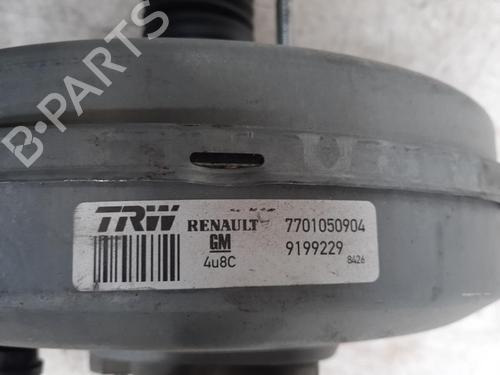 B-PARTS
TRW RENAULT 7701050904
GM 9199229
4u8C 8426